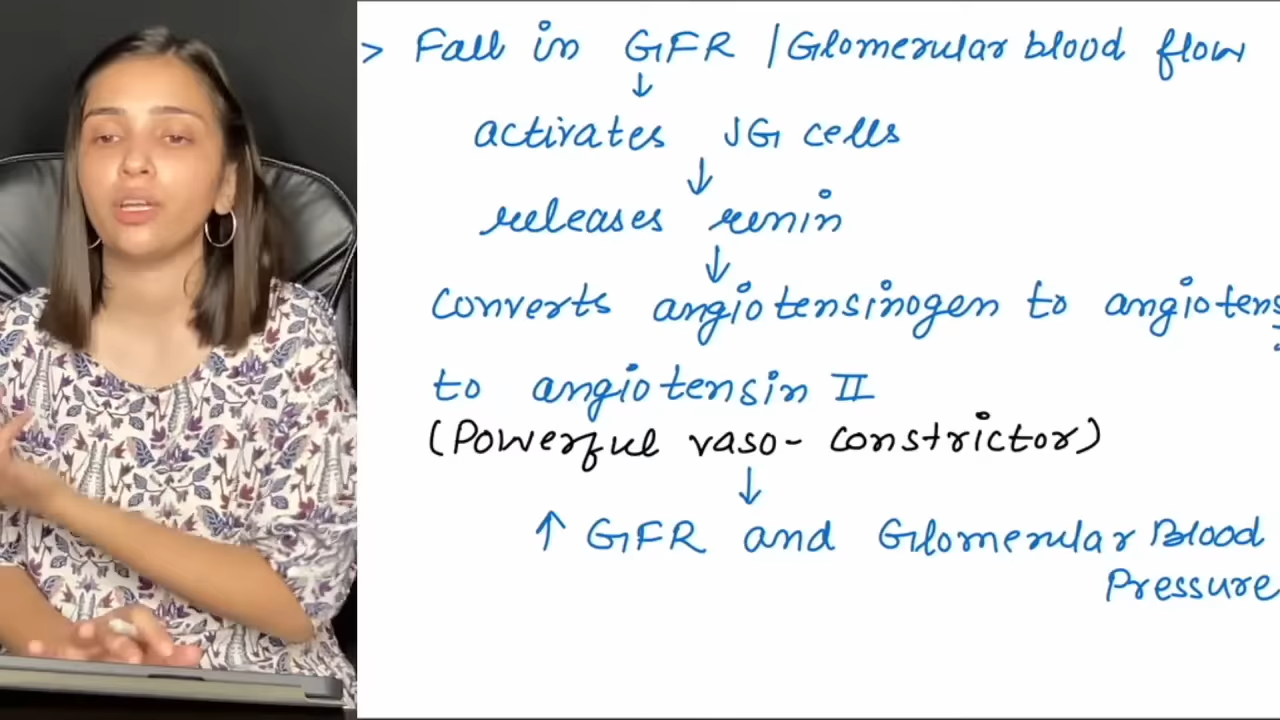 > Fall in GFR / Glomerular blood flow
↓
activates JG cells
↓
releases renin
↓
Converts angiotensinogen to angiotens
to angiotensin II
(Powerful vaso- constrictor)
↓
↑ GFR and Glomerular Blood
Pressure